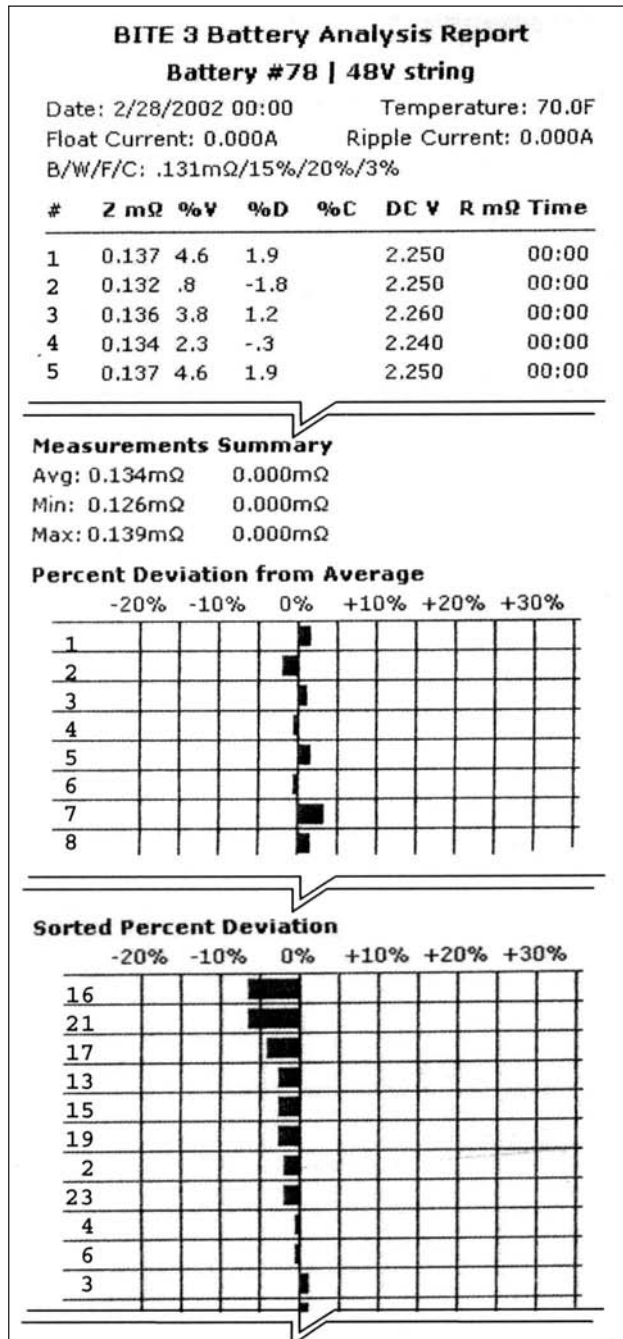 BITE 3 Battery Analysis Report
Battery #78 | 48V string
Date: 2/28/2002 00:00 Temperature: 70.0F
Float Current: 0.000A Ripple Current: 0.000A
B/W/F/C: .131mΩ/15%/20%/3%
# Z mΩ %V %D %C DC V R mΩ Time
1 0.137 4.6 1.9 2.250 00:00
2 0.132 .8 -1.8 2.250 00:00
3 0.136 3.8 1.2 2.260 00:00
4 0.134 2.3 -.3 2.240 00:00
5 0.137 4.6 1.9 2.250 00:00
Measurements Summary
Avg: 0.134mΩ 0.000mΩ
Min: 0.126mΩ 0.000mΩ
Max: 0.139mΩ 0.000mΩ
Percent Deviation from Average
-20% -10% 0% +10% +20% +30%
1
2
3
4
5
6
7
8
Sorted Percent Deviation
-20% -10% 0% +10% +20% +30%
16
21
17
13
15
19
2
23
4
6
3